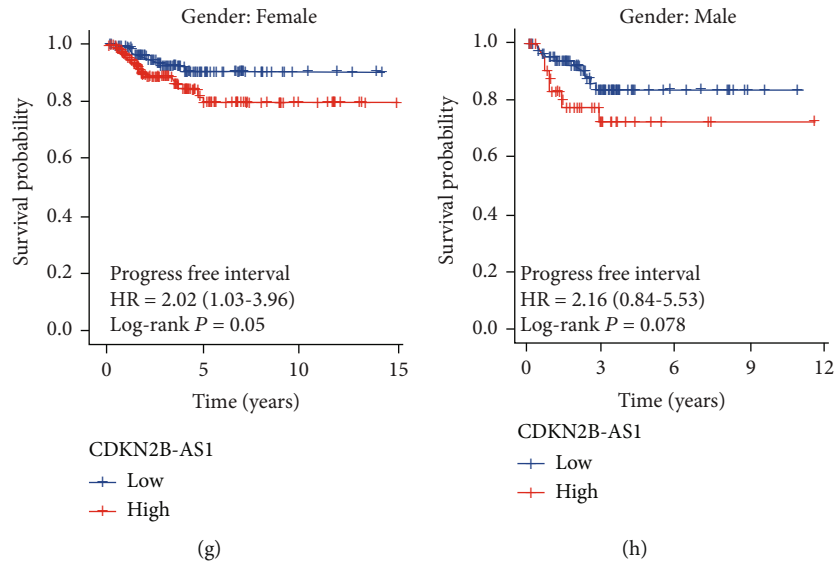 Gender: Female
1.0
0.8
0.6
0.4
0.2
0.0
Survival probability
Progress free interval
HR = 2.02 (1.03-3.96)
Log-rank P = 0.05
0 5 10 15
Time (years)
CDKN2B-AS1
Low
High
(g)
Gender: Male
1.0
0.8
0.6
0.4
0.2
0.0
Survival probability
Progress free interval
HR = 2.16 (0.84-5.53)
Log-rank P = 0.078
0 3 6 9 12
Time (years)
CDKN2B-AS1
Low
High
(h)